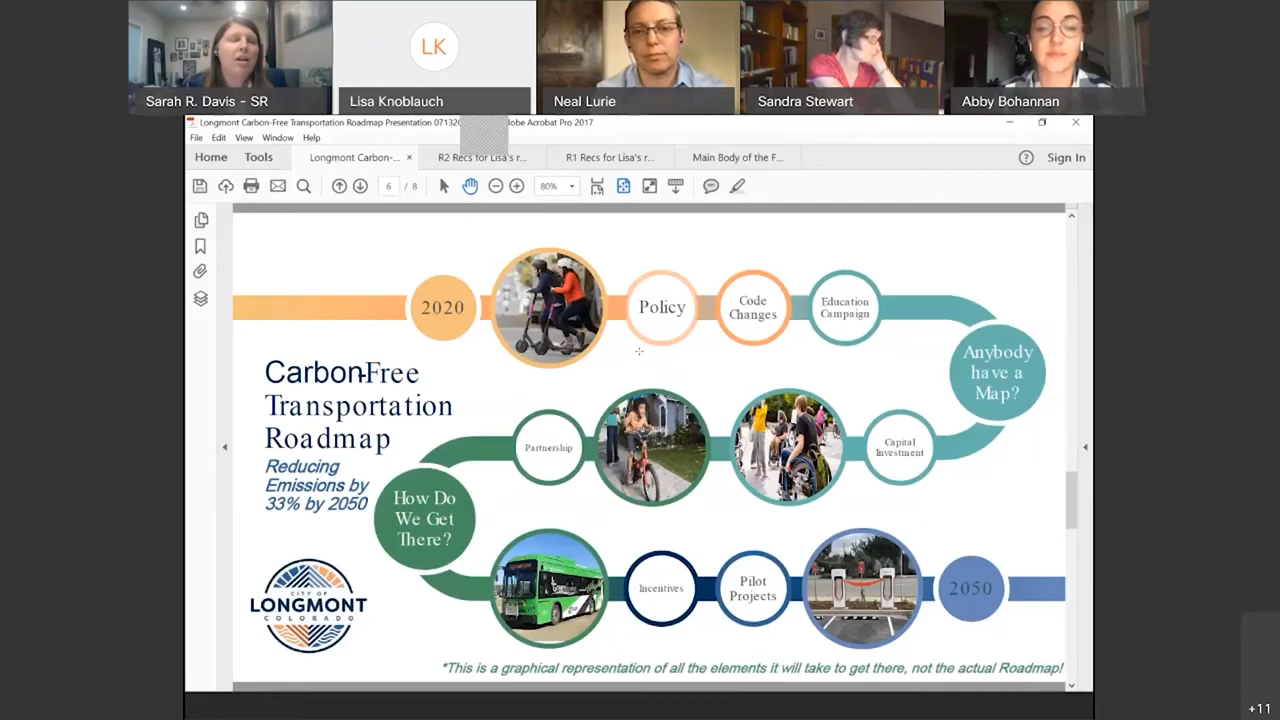 LK
Sarah R. Davis - SR
Lisa Knoblauch
Neal Lurie
Sandra Stewart
Abby Bohannan
Longmont Carbon-Free Transportation Roadmap Presentation 07132
dobe Acrobat Pro 2017
File Edit View Window Help
Home Tools Longmont Carbon-... × R2 Recs for Lisa's r... R1 Recs for Lisa's r... Main Body of the F... ? Sign In
6 / 8 80%
2020
Policy
Code
Changes
Education
Campaign
Anybody
have a
Map?
Carbon-Free
Transportation
Roadmap
Reducing
Emissions by
33% by 2050
Partnership
Capital
Investment
How Do
We Get
There?
Incentives
Pilot
Projects
2050
CITY OF
LONGMONT
COLORADO
*This is a graphical representation of all the elements it will take to get there, not the actual Roadmap!
+11